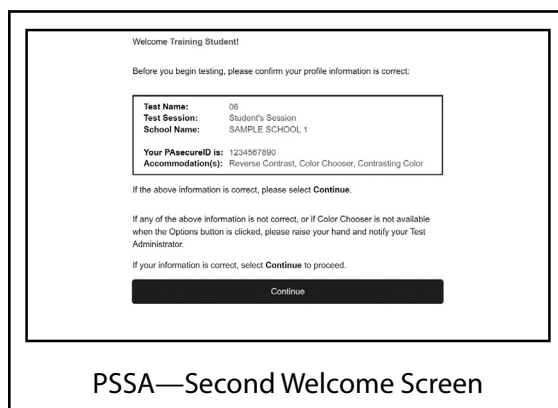 Welcome Training Student!
Before you begin testing, please confirm your profile information is correct:
Test Name: 06
Test Session: Student's Session
School Name: SAMPLE SCHOOL 1
Your PAsecureID is: 1234567890
Accommodation(s): Reverse Contrast, Color Chooser, Contrasting Color
If the above information is correct, please select Continue.
If any of the above information is not correct, or if Color Chooser is not available
when the Options button is clicked, please raise your hand and notify your Test
Administrator.
If your information is correct, select Continue to proceed.
Continue
PSSA—Second Welcome Screen